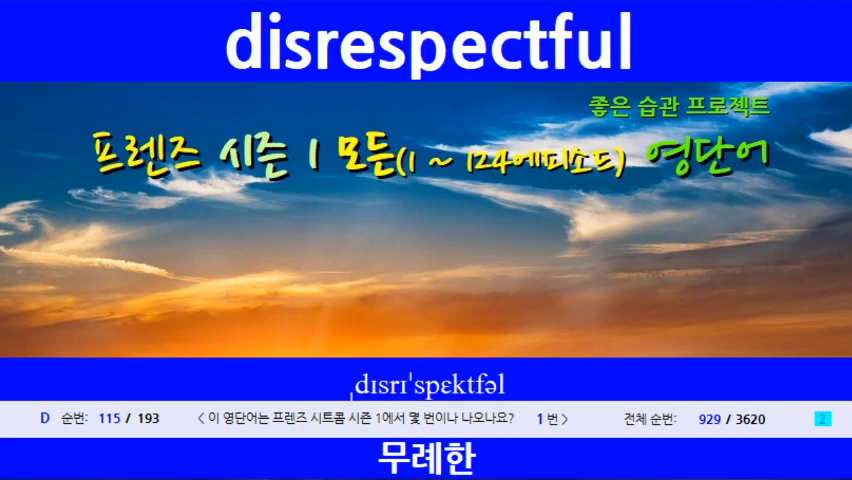 disrespectful
좋은 습관 프로젝트
프렌즈 시즌 1 모든(1 ~ 124에피소드) 영단어
ˌdɪsrɪˈspɛktfəl
D 순번: 115 / 193 < 이 영단어는 프렌즈 시트콤 시즌 1에서 몇 번이나 나오나요? 1 번 > 전체 순번: 929 / 3620 2
무례한